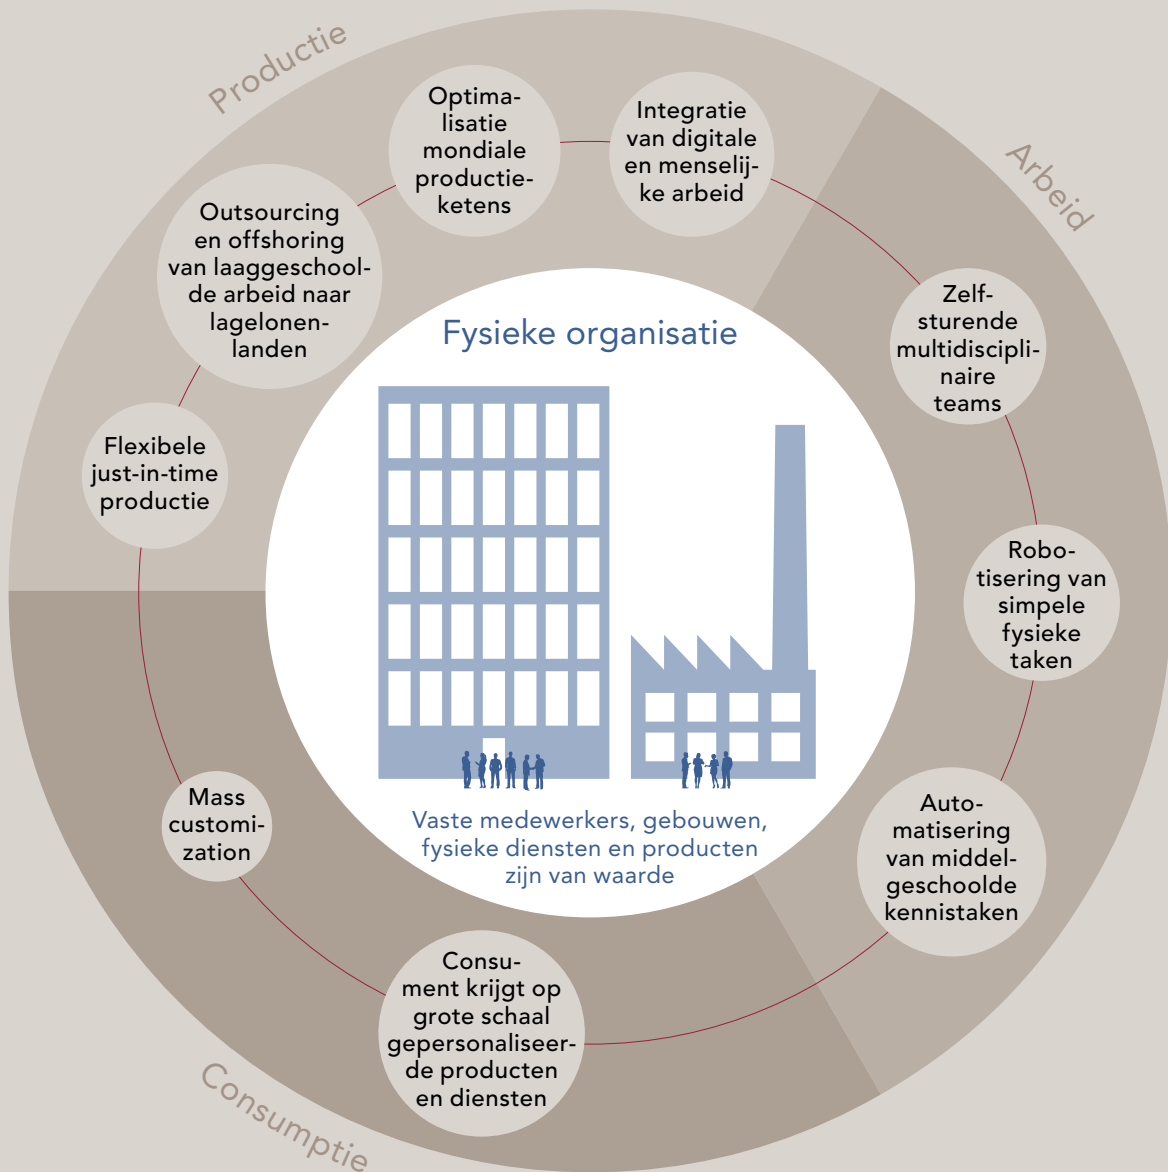 Productie
Optima-
lisatie
mondiale
productie-
ketens
Integratie
van digitale
en menselij-
ke arbeid
Arbeid
Outsourcing
en offshoring
van laaggeschool-
de arbeid naar
lagelonen-
landen
Zelf-
sturende
multidiscipli-
naire
teams
Fysieke organisatie
Flexibele
just-in-time
productie
Robo-
tisering van
simpele
fysieke
taken
Mass
customi-
zation
Auto-
matisering
van middel-
geschoolde
kennistaken
Vaste medewerkers, gebouwen,
fysieke diensten en producten
zijn van waarde
Consu-
ment krijgt op
grote schaal
gepersonaliseer-
de producten
en diensten
Consumptie